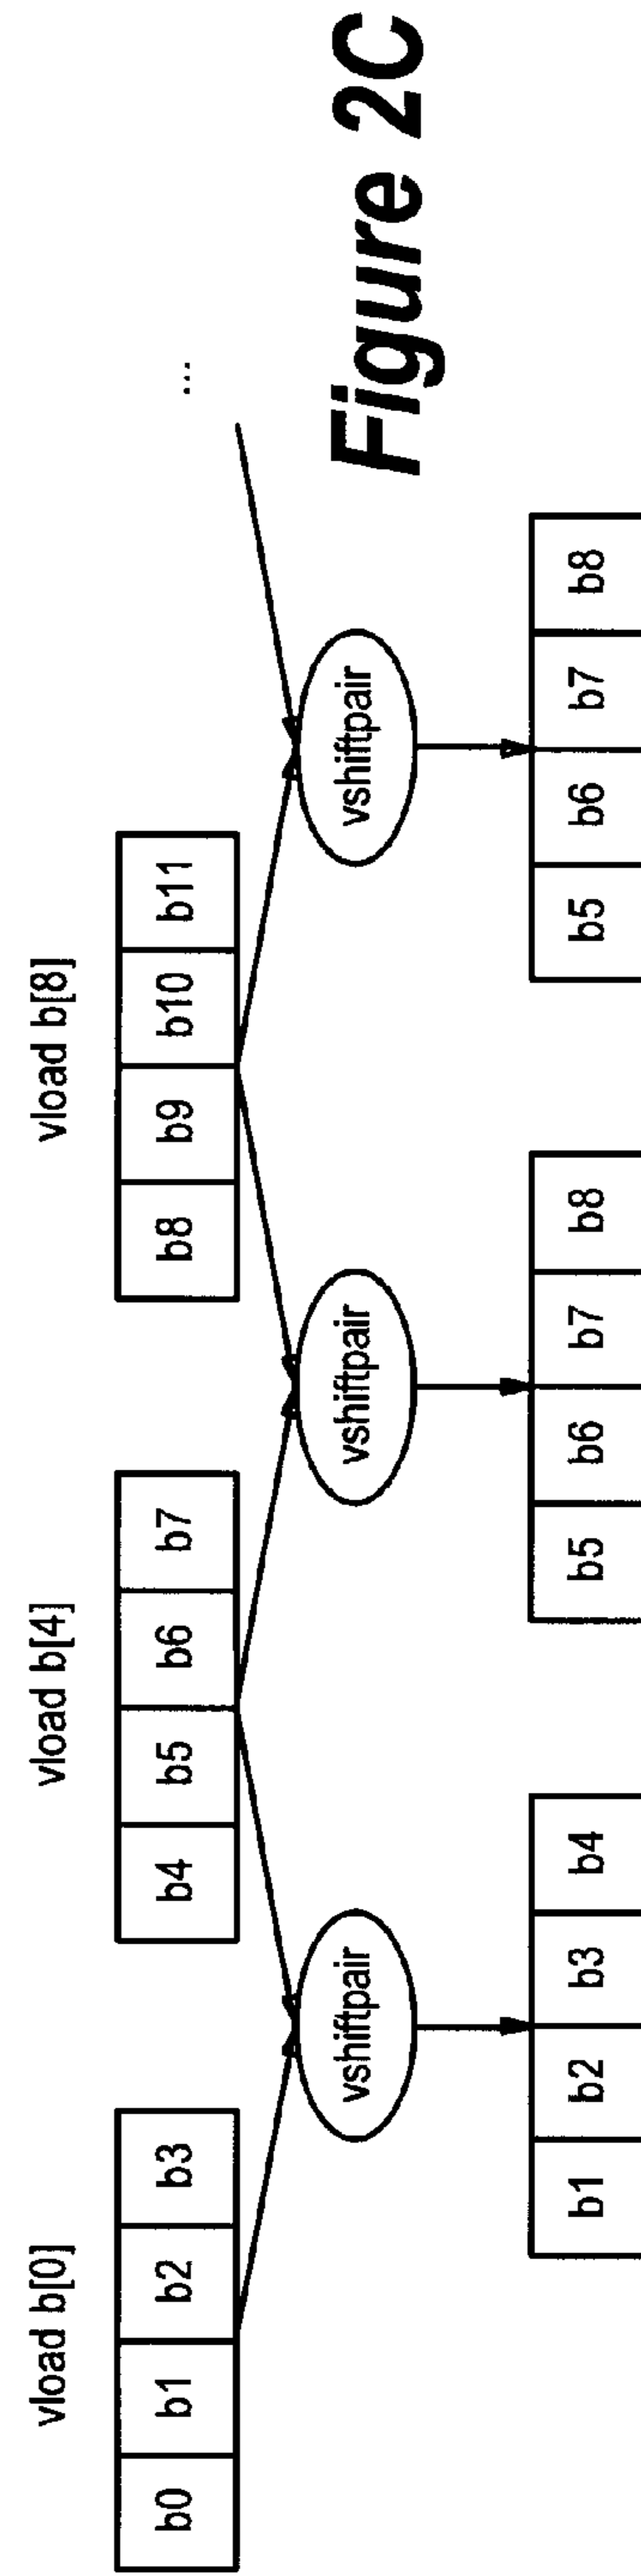 vload b[0] vload b[4] vload b[8]
b0 b1 b2 b3 b4 b5 b6 b7 b8 b9 b10 b11 ...
vshiftpair vshiftpair vshiftpair
b1 b2 b3 b4 b5 b6 b7 b8 b5 b6 b7 b8
Figure 2C